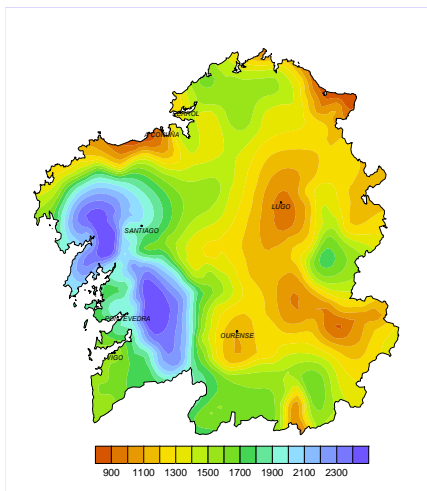 FERROL
A CORUÑA
LUGO
SANTIAGO
PONTEVEDRA
OURENSE
VIGO
900 1100 1300 1500 1700 1900 2100 2300